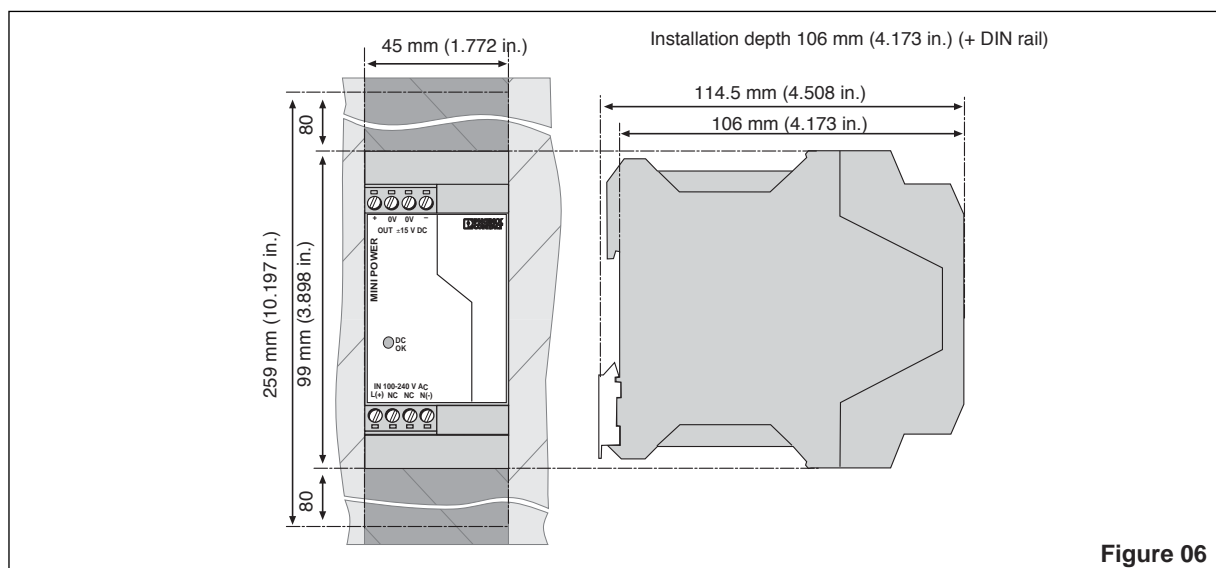 45 mm (1.772 in.)
Installation depth 106 mm (4.173 in.) (+ DIN rail)
114.5 mm (4.508 in.)
106 mm (4.173 in.)
80
259 mm (10.197 in.)
99 mm (3.898 in.)
+ 0V 0V –
OUT ±15 V DC
MINI POWER
DC
OK
IN 100-240 V AC
L(+) NC NC N(-)
80
Figure 06